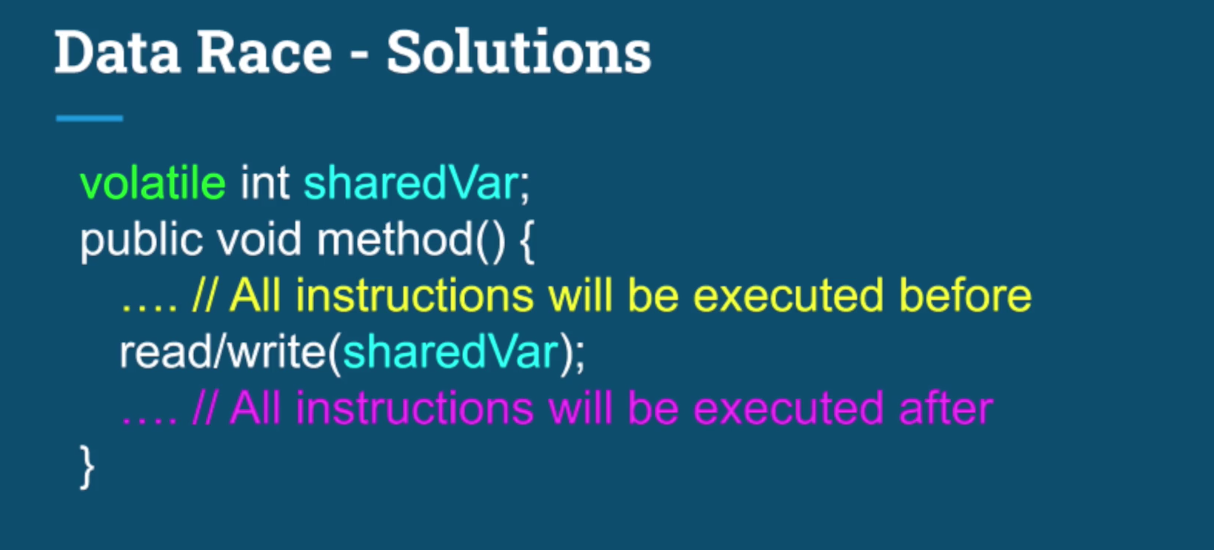 Data Race - Solutions
volatile int sharedVar;
public void method() {
…. // All instructions will be executed before
read/write(sharedVar);
…. // All instructions will be executed after
}